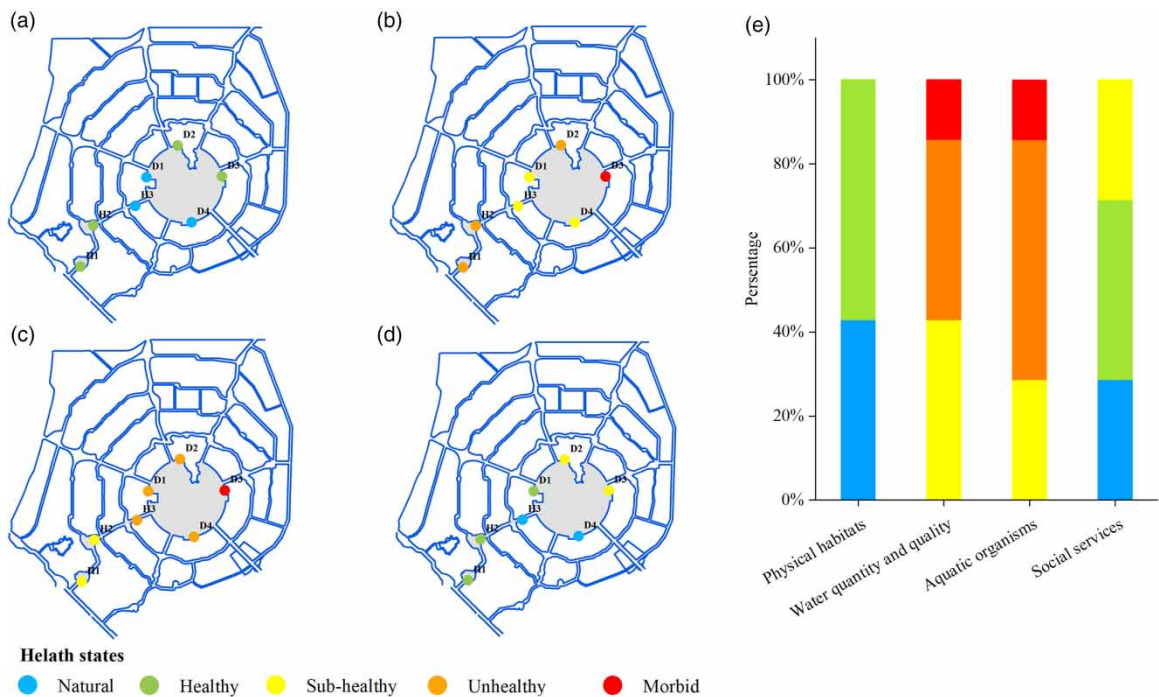 (a)
D2
D1
D3
H3
D4
H2
H1
(b)
D2
D1
D3
H3
D4
H2
H1
(c)
D2
D1
D3
H3
D4
H2
H1
(d)
D2
D1
D3
H3
D4
H2
H1
(e)
Persentage
100%
80%
60%
40%
20%
0%
Physical habitats
Water quantity and quality
Aquatic organisms
Social services
Helath states
Natural Healthy Sub-healthy Unhealthy Morbid